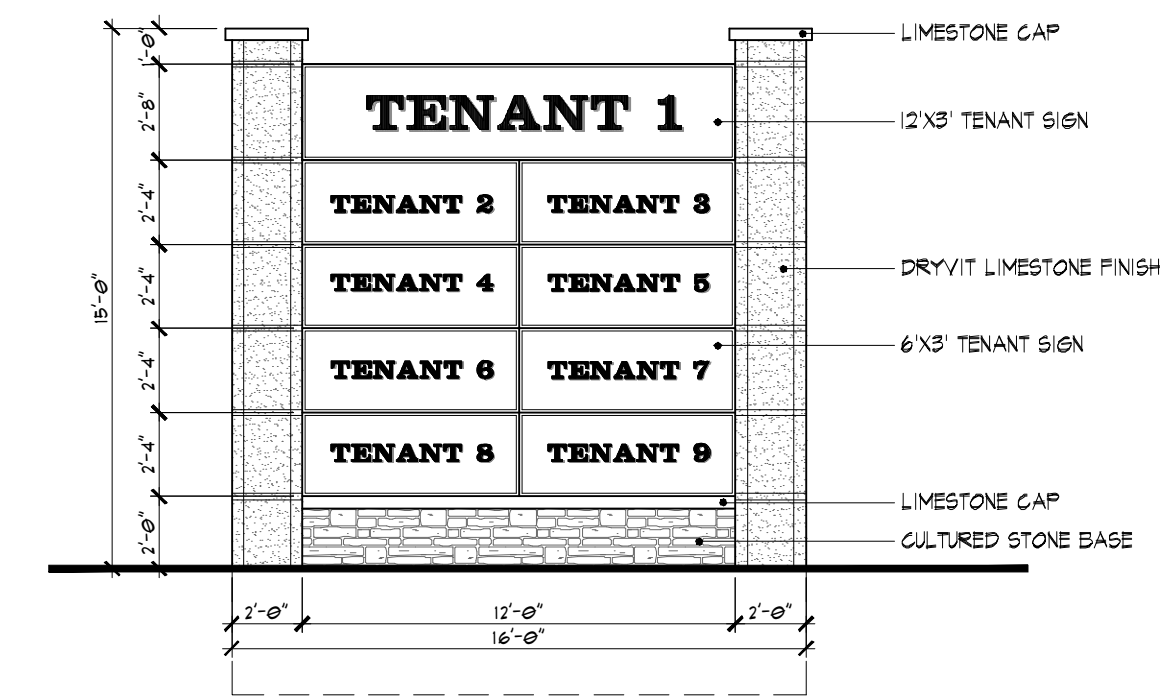 LIMESTONE CAP
1'-0"
TENANT 1
2'-8"
12'X3' TENANT SIGN
TENANT 2
TENANT 3
2'-4"
DRYVIT LIMESTONE FINISH
TENANT 4
TENANT 5
2'-4"
15'-0"
6'X3' TENANT SIGN
TENANT 6
TENANT 7
2'-4"
TENANT 8
TENANT 9
2'-4"
LIMESTONE CAP
2'-0"
CULTURED STONE BASE
2'-0"
12'-0"
2'-0"
16'-0"